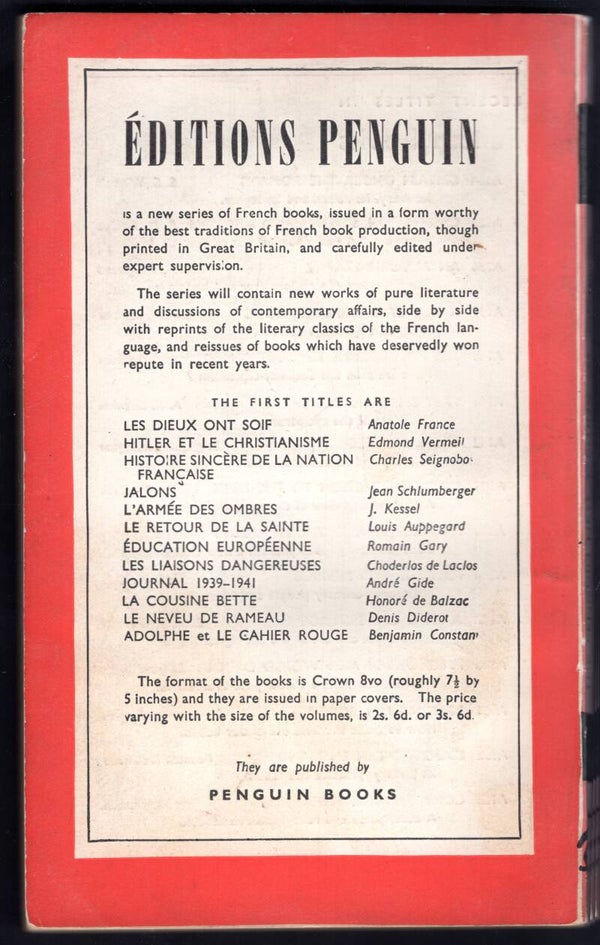 ÉDITIONS PENGUIN
is a new series of French books, issued in a form worthy
of the best traditions of French book production, though
printed in Great Britain, and carefully edited under
expert supervision.
The series will contain new works of pure literature
and discussions of contemporary affairs, side by side
with reprints of the literary classics of the French lan-
guage, and reissues of books which have deservedly won
repute in recent years.
THE FIRST TITLES ARE
LES DIEUX ONT SOIF Anatole France
HITLER ET LE CHRISTIANISME Edmond Vermeil
HISTOIRE SINCÈRE DE LA NATION Charles Seignobo
FRANÇAISE
JALONS Jean Schlumberger
L'ARMÉE DES OMBRES J. Kessel
LE RETOUR DE LA SAINTE Louis Auppegard
ÉDUCATION EUROPÉENNE Romain Gary
LES LIAISONS DANGEREUSES Choderlos de Laclos
JOURNAL 1939–1941 André Gide
LA COUSINE BETTE Honoré de Balzac
LE NEVEU DE RAMEAU Denis Diderot
ADOLPHE et LE CAHIER ROUGE Benjamin Constant
The format of the books is Crown 8vo (roughly 7½ by
5 inches) and they are issued in paper covers. The price
varying with the size of the volumes, is 2s. 6d. or 3s. 6d.
They are published by
PENGUIN BOOKS